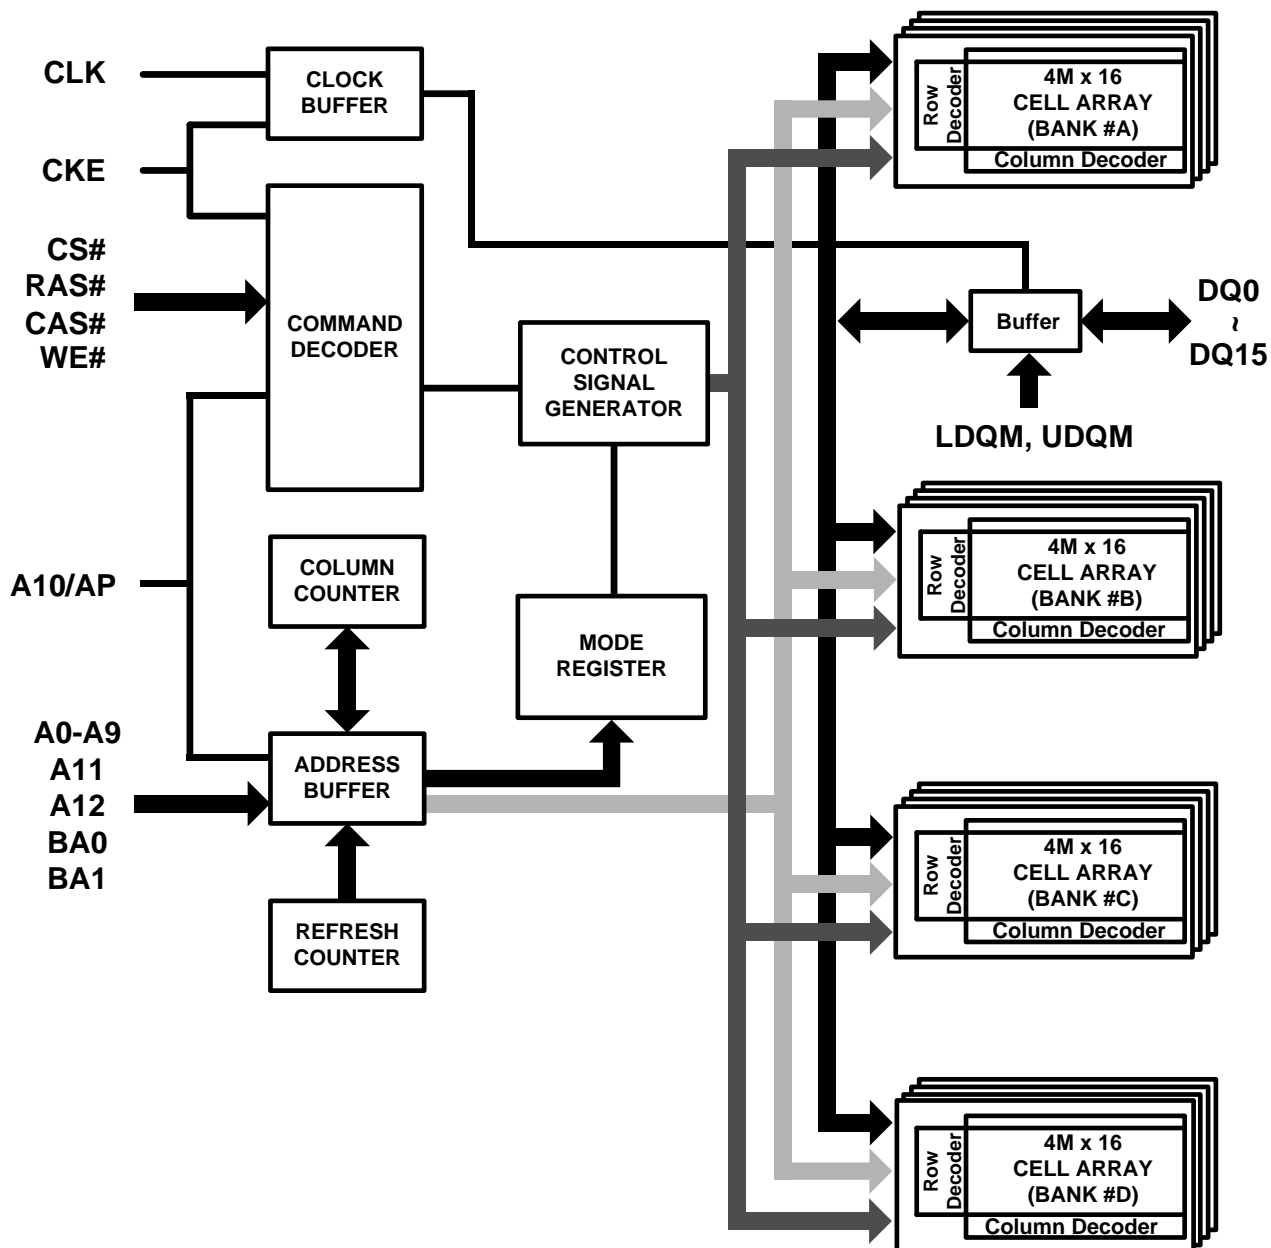 CLK
CKE
CS#
RAS#
CAS#
WE#
A10/AP
A0-A9
A11
A12
BA0
BA1
CLOCK
BUFFER
COMMAND
DECODER
COLUMN
COUNTER
ADDRESS
BUFFER
REFRESH
COUNTER
CONTROL
SIGNAL
GENERATOR
MODE
REGISTER
Row
Decoder
4M x 16
CELL ARRAY
(BANK #A)
Column Decoder
Buffer
DQ0
~
DQ15
LDQM, UDQM
Row
Decoder
4M x 16
CELL ARRAY
(BANK #B)
Column Decoder
Row
Decoder
4M x 16
CELL ARRAY
(BANK #C)
Column Decoder
Row
Decoder
4M x 16
CELL ARRAY
(BANK #D)
Column Decoder